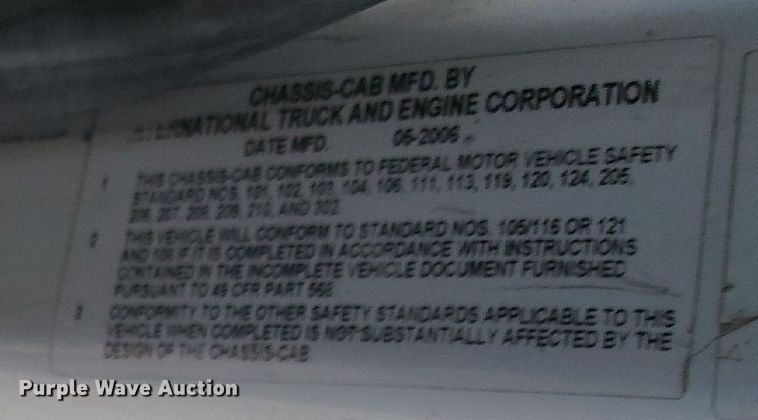 CHASSIS-CAB MFD. BY
INTERNATIONAL TRUCK AND ENGINE CORPORATION
DATE MFD. 06-2006
1 THIS CHASSIS-CAB CONFORMS TO FEDERAL MOTOR VEHICLE SAFETY
STANDARD NOS. 101, 102, 103, 104, 106, 111, 113, 119, 120, 124, 205,
206, 207, 208, 209, 210, AND 302.
2 THIS VEHICLE WILL CONFORM TO STANDARD NOS. 105/116 OR 121
AND 108 IF IT IS COMPLETED IN ACCORDANCE WITH INSTRUCTIONS
CONTAINED IN THE INCOMPLETE VEHICLE DOCUMENT FURNISHED
PURSUANT TO 49 CFR PART 568.
3 CONFORMITY TO THE OTHER SAFETY STANDARDS APPLICABLE TO THIS
VEHICLE WHEN COMPLETED IS NOT SUBSTANTIALLY AFFECTED BY THE
DESIGN OF THE CHASSIS-CAB.
Purple Wave Auction